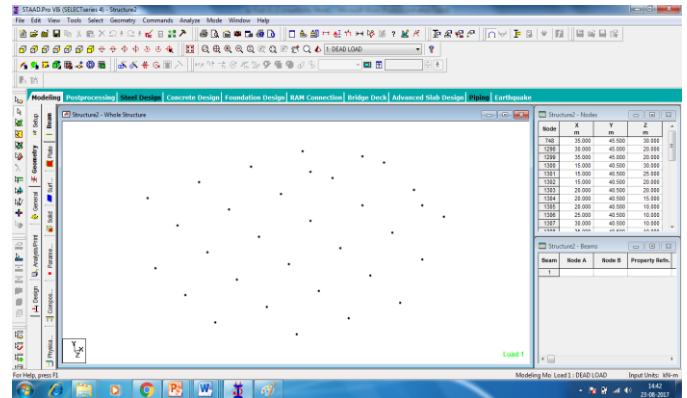 STAAD.Pro V8i (SELECTseries 4) - Structure2
File Edit View Tools Select Geometry Commands Analyze Mode Window Help
1: DEAD LOAD
Modeling Postprocessing Steel Design Concrete Design Foundation Design RAM Connection Bridge Deck Advanced Slab Design Piping Earthquake
Setup
Geometry
General
Analysis/Print
Design
Beam
Plate
Surf...
Solid
Parame...
Compos...
Physica...
Structure2 - Whole Structure
Y
X
Z
Load 1
Structure2 - Nodes
Node X m Y m Z m
748 35.000 45.500 30.000
1298 30.000 45.000 20.000
1299 35.000 45.000 20.000
1300 15.000 40.500 30.000
1301 15.000 40.500 25.000
1302 15.000 40.500 20.000
1303 20.000 40.500 20.000
1304 20.000 40.500 15.000
1305 20.000 40.500 10.000
1306 25.000 40.500 10.000
1307 30.000 40.500 10.000
Structure2 - Beams
Beam Node A Node B Property Refn.
1
For Help, press F1
Modeling Mo Load 1 : DEAD LOAD Input Units: kN-m
14:42
23-08-2017